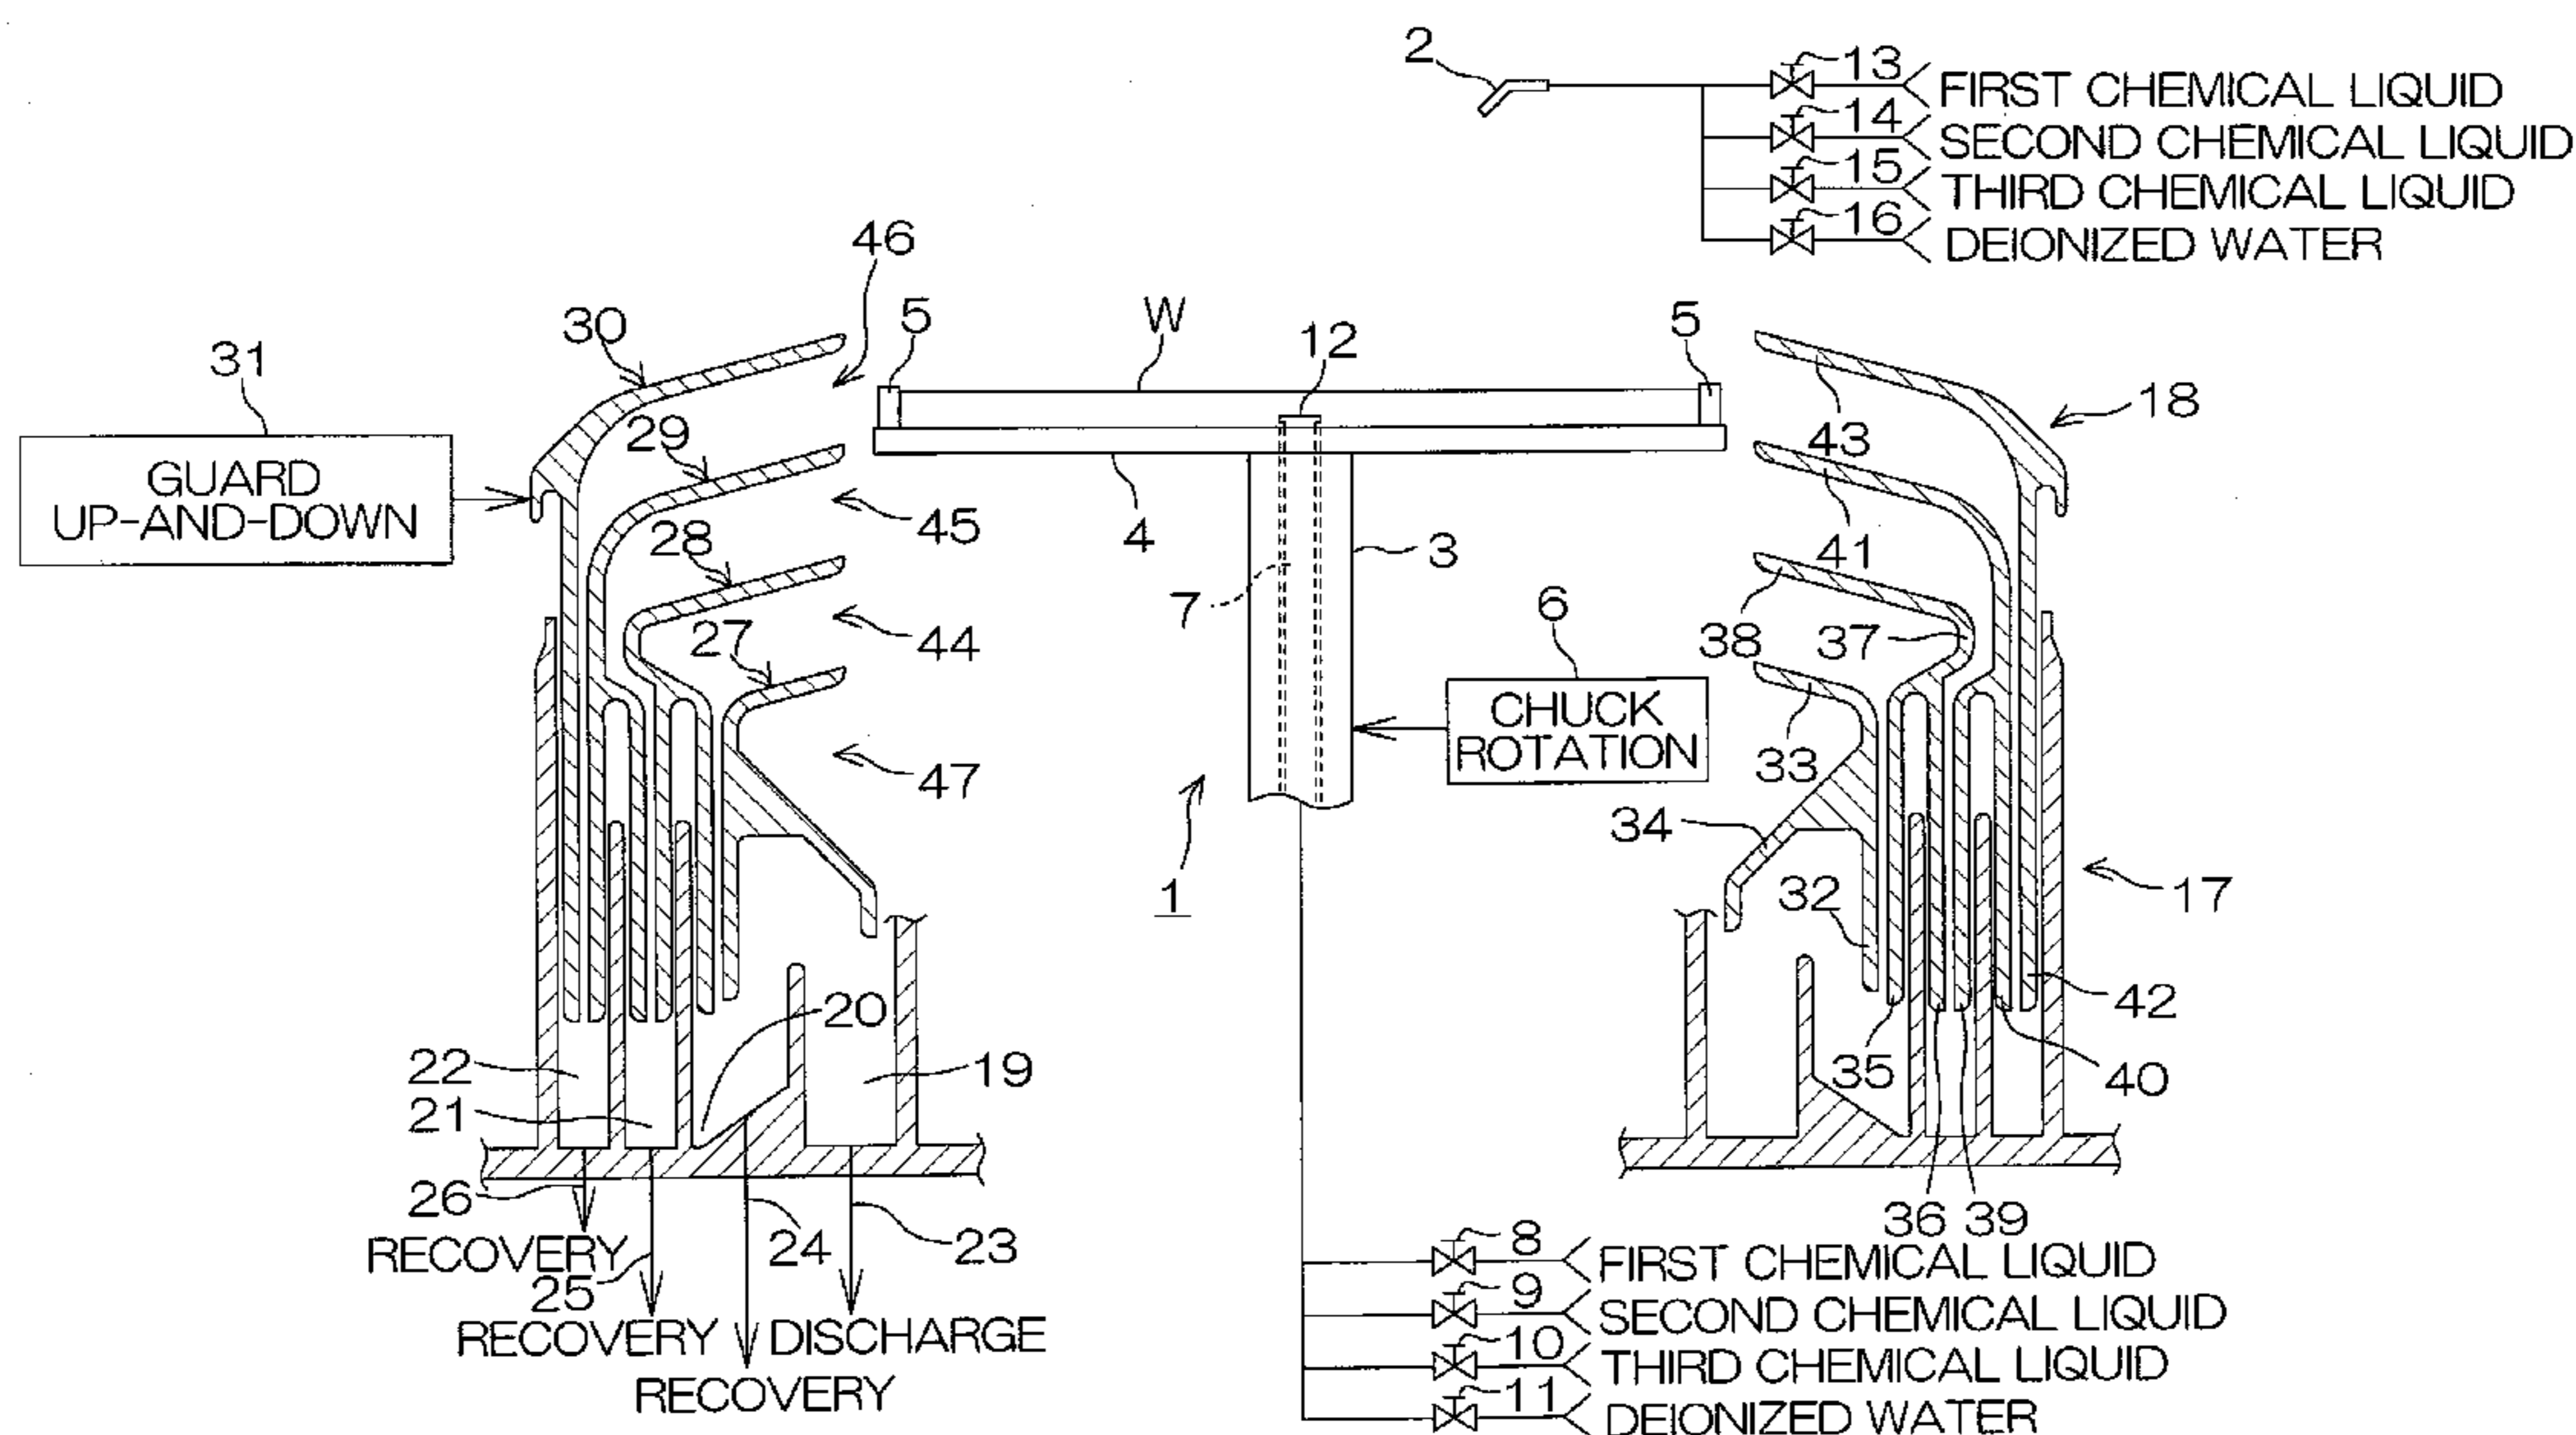 2
13
FIRST CHEMICAL LIQUID
14
SECOND CHEMICAL LIQUID
15
THIRD CHEMICAL LIQUID
16
DEIONIZED WATER
46
30
5
W
12
5
31
18
GUARD
UP-AND-DOWN
29
43
45
4
3
41
28
7
6
44
27
38
37
CHUCK
ROTATION
47
33
34
1
32
17
20
42
22
19
35
40
21
26
24
23
36
39
RECOVERY
25
8
FIRST CHEMICAL LIQUID
9
SECOND CHEMICAL LIQUID
RECOVERY
DISCHARGE
10
THIRD CHEMICAL LIQUID
RECOVERY
11
DEIONIZED WATER